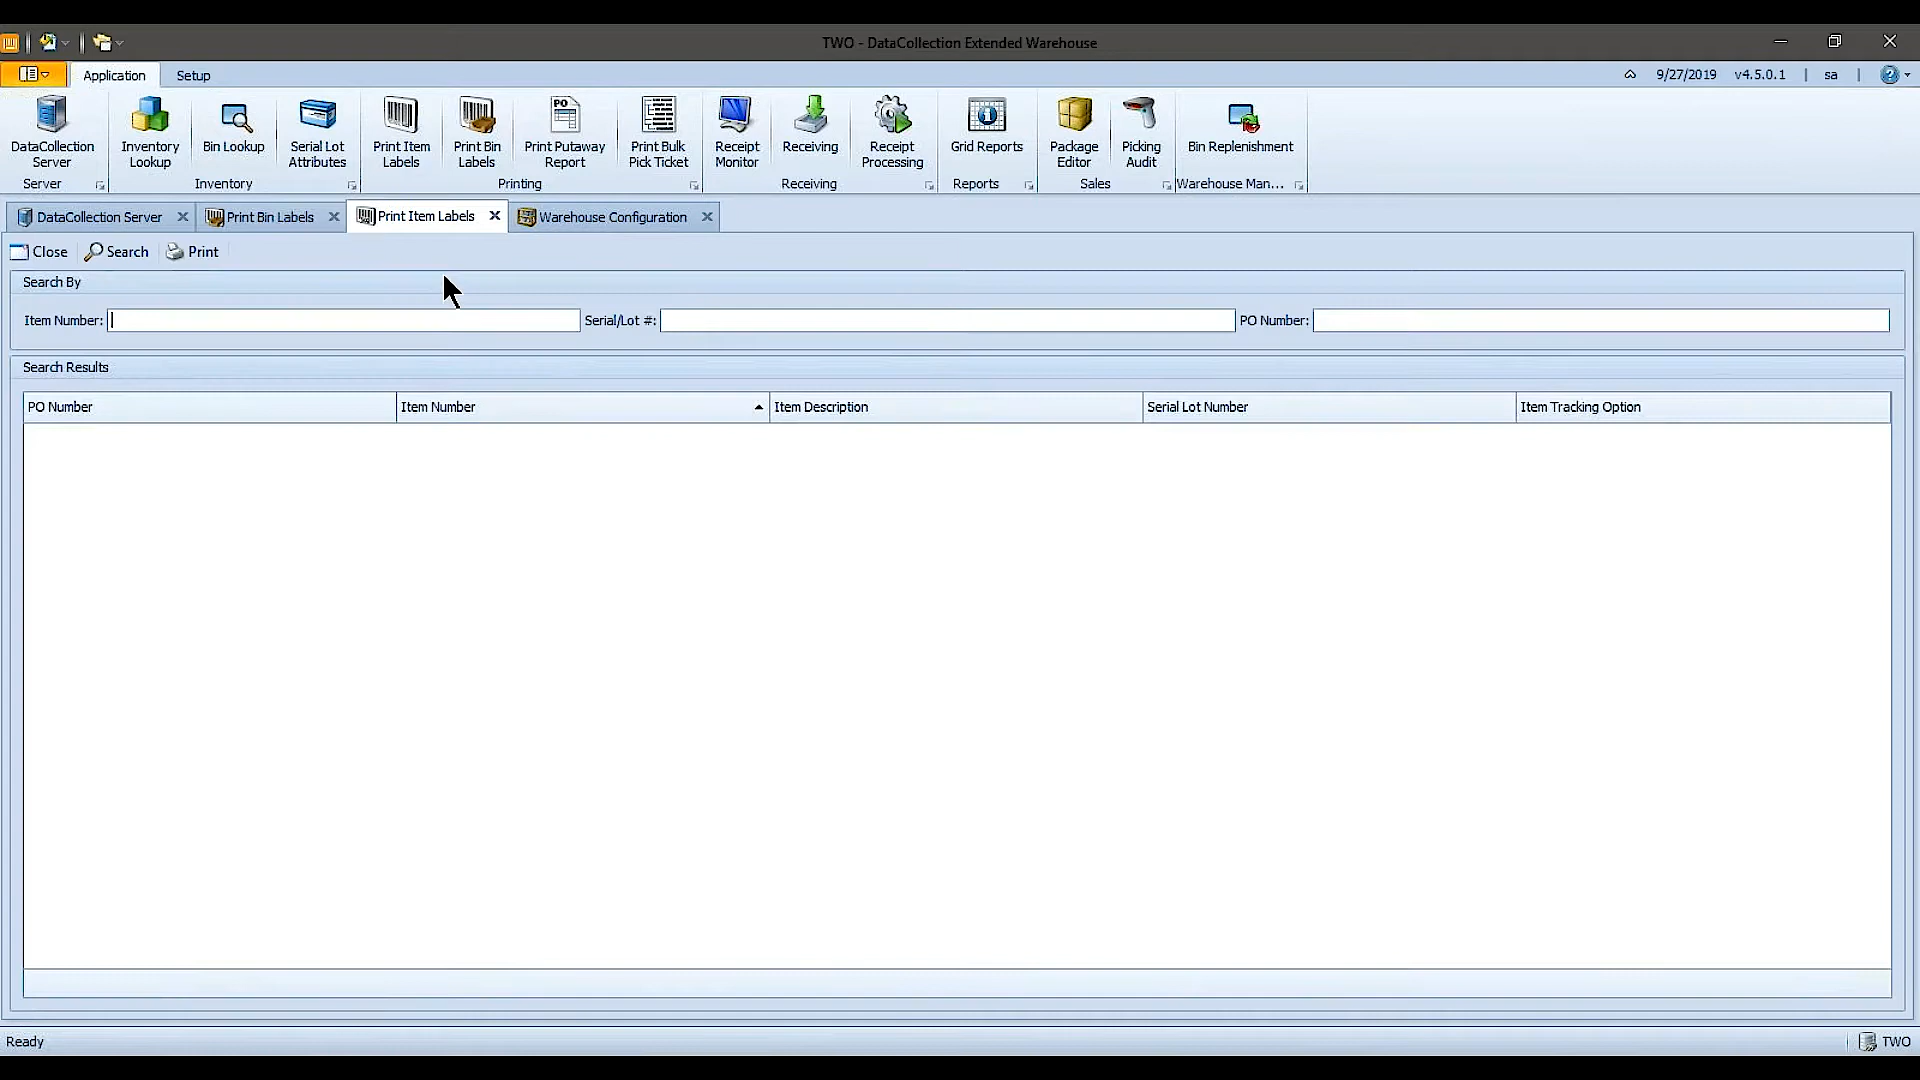 TWO - DataCollection Extended Warehouse
Application Setup 9/27/2019 v4.5.0.1 | sa |
DataCollection Server
Inventory Lookup
Bin Lookup
Serial Lot Attributes
Print Item Labels
Print Bin Labels
PO
Print Putaway Report
Print Bulk Pick Ticket
Receipt Monitor
Receiving
Receipt Processing
Grid Reports
Package Editor
Picking Audit
Bin Replenishment
Server Inventory Printing Receiving Reports Sales Warehouse Man...
DataCollection Server Print Bin Labels Print Item Labels Warehouse Configuration
Close Search Print
Search By
Item Number: Serial/Lot #: PO Number:
Search Results
PO Number Item Number Item Description Serial Lot Number Item Tracking Option
Ready TWO